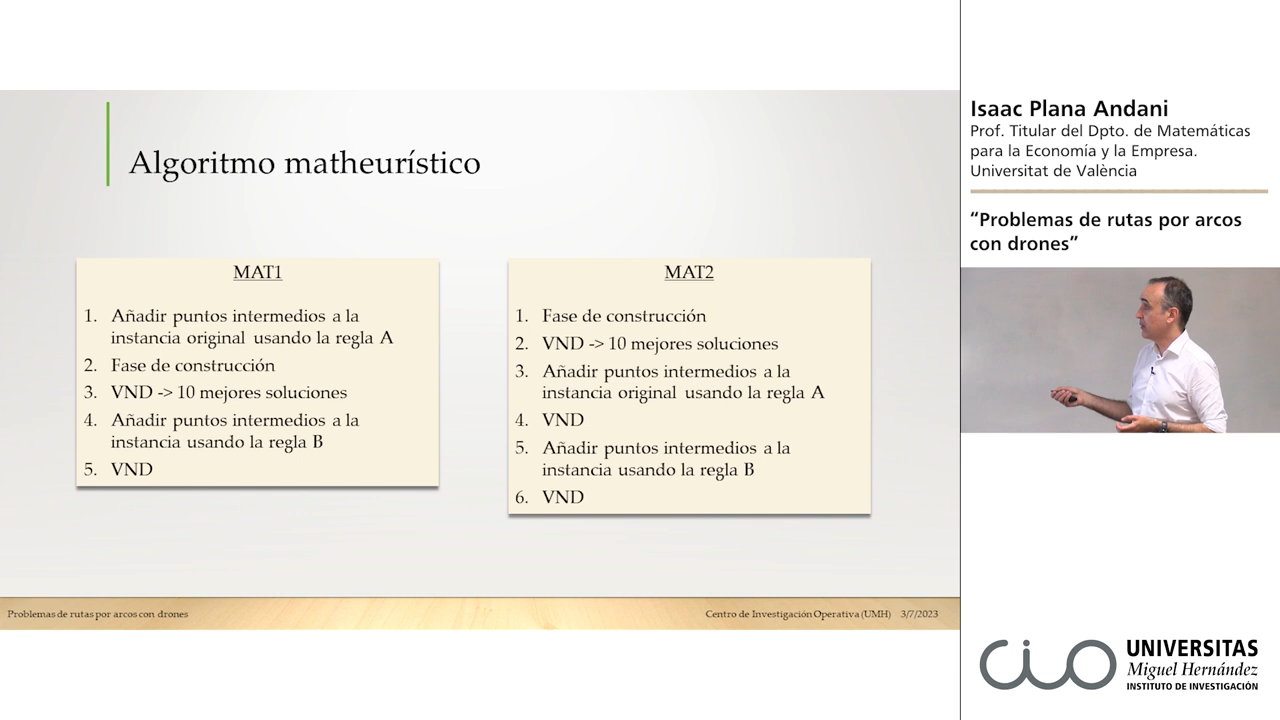 Algoritmo matheurístico
MAT1
1. Añadir puntos intermedios a la
instancia original usando la regla A
2. Fase de construcción
3. VND -> 10 mejores soluciones
4. Añadir puntos intermedios a la
instancia usando la regla B
5. VND
MAT2
1. Fase de construcción
2. VND -> 10 mejores soluciones
3. Añadir puntos intermedios a la
instancia original usando la regla A
4. VND
5. Añadir puntos intermedios a la
instancia usando la regla B
6. VND
Problemas de rutas por arcos con drones
Centro de Investigación Operativa (UMH) 3/7/2023
Isaac Plana Andani
Prof. Titular del Dpto. de Matemáticas
para la Economía y la Empresa.
Universitat de València
“Problemas de rutas por arcos
con drones”
cio
UNIVERSITAS
Miguel Hernández
INSTITUTO DE INVESTIGACIÓN